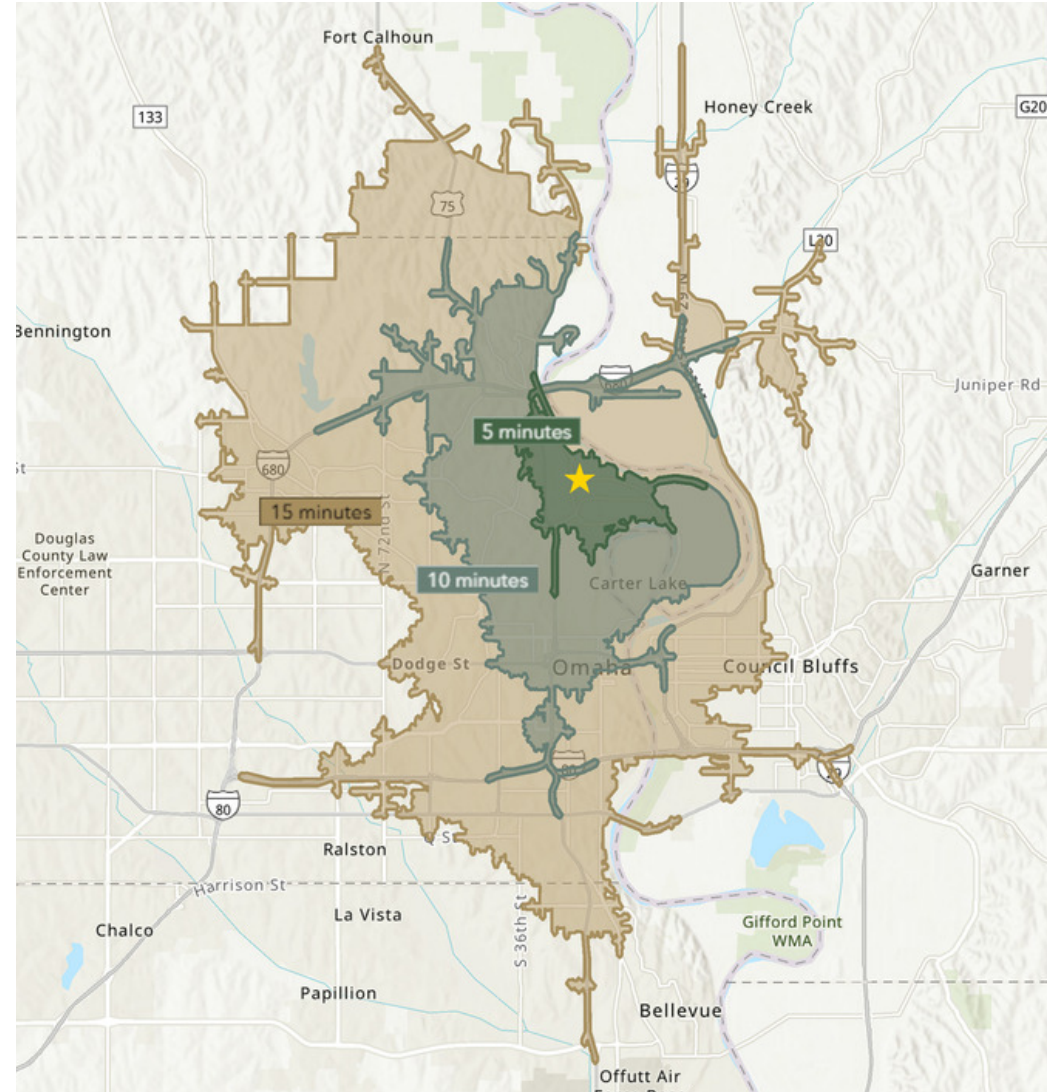 Fort Calhoun
133
Honey Creek
G20
29
75
L20
Bennington
680
Juniper Rd
5 minutes
St
680
15 minutes
N 72nd St
Douglas
County Law
Enforcement
Center
10 minutes
Carter Lake
Garner
Dodge St
Omaha
Council Bluffs
80
29
80
Ralston
Harrison St
La Vista
S 36th St
Chalco
Gifford Point
WMA
Papillion
Bellevue
Offutt Air